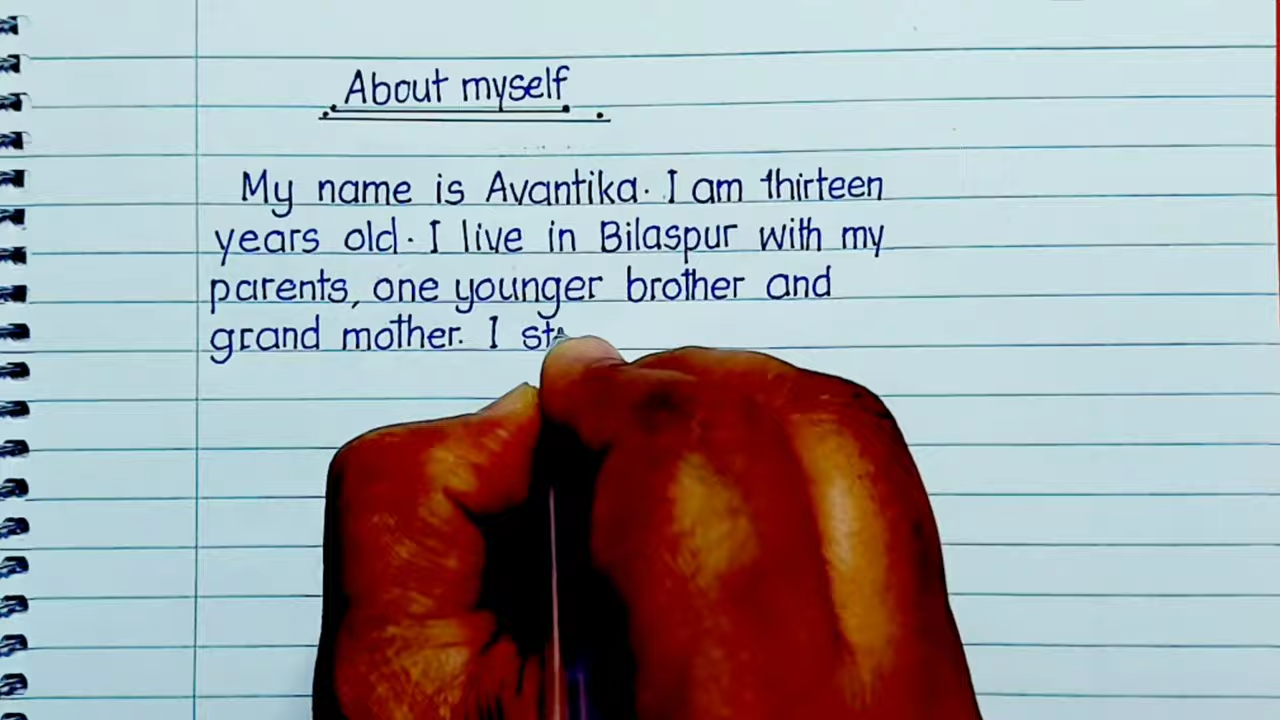 About myself
My name is Avantika. I am thirteen
years old. I live in Bilaspur with my
parents, one younger brother and
grand mother. I st